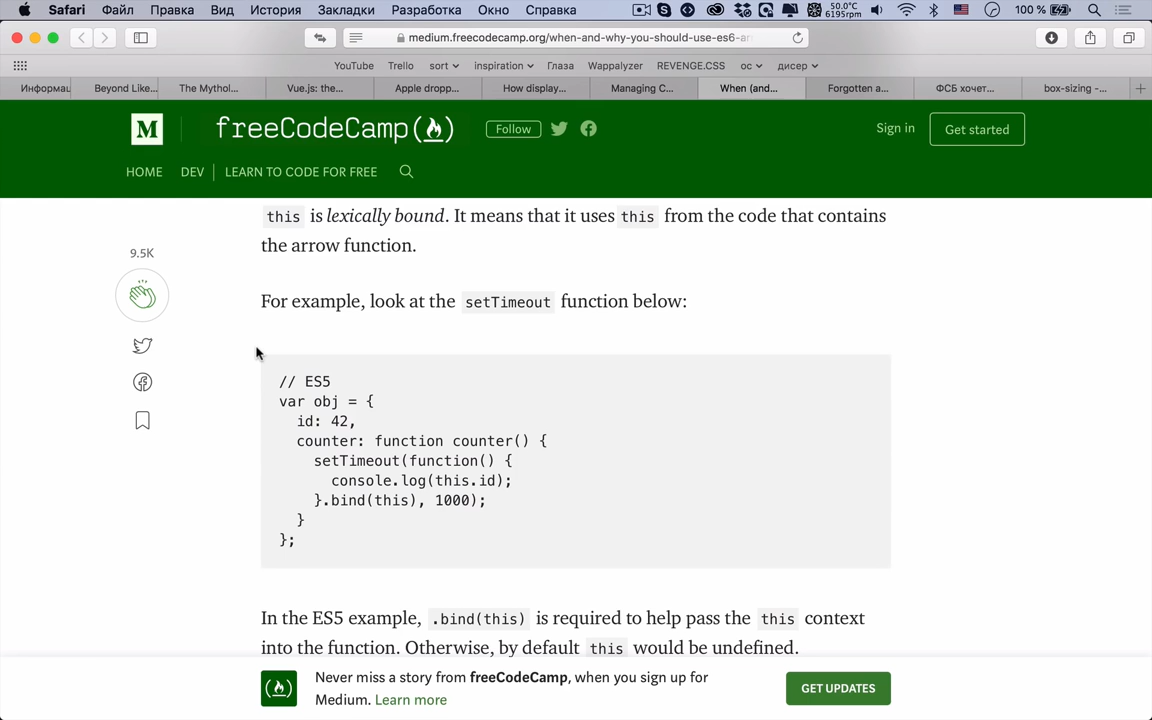 Safari Файл Правка Вид История Закладки Разработка Окно Справка 50.0°C 6195rpm 100 %
medium.freecodecamp.org/when-and-why-you-should-use-es6-ar
YouTube Trello sort inspiration Глаза Wappalyzer REVENGE.CSS ос дисер
Информац Beyond Like... The Mythol... Vue.js: the... Apple dropp... How display... Managing C... When (and... Forgotten a... ФСБ хочет... box-sizing -...
M freeCodeCamp Follow Sign in Get started
HOME DEV LEARN TO CODE FOR FREE
this is lexically bound. It means that it uses this from the code that contains
the arrow function.
9.5K
For example, look at the setTimeout function below:
// ES5
var obj = {
id: 42,
counter: function counter() {
setTimeout(function() {
console.log(this.id);
}.bind(this), 1000);
}
};
In the ES5 example, .bind(this) is required to help pass the this context
into the function. Otherwise, by default this would be undefined.
Never miss a story from freeCodeCamp, when you sign up for
Medium. Learn more
GET UPDATES